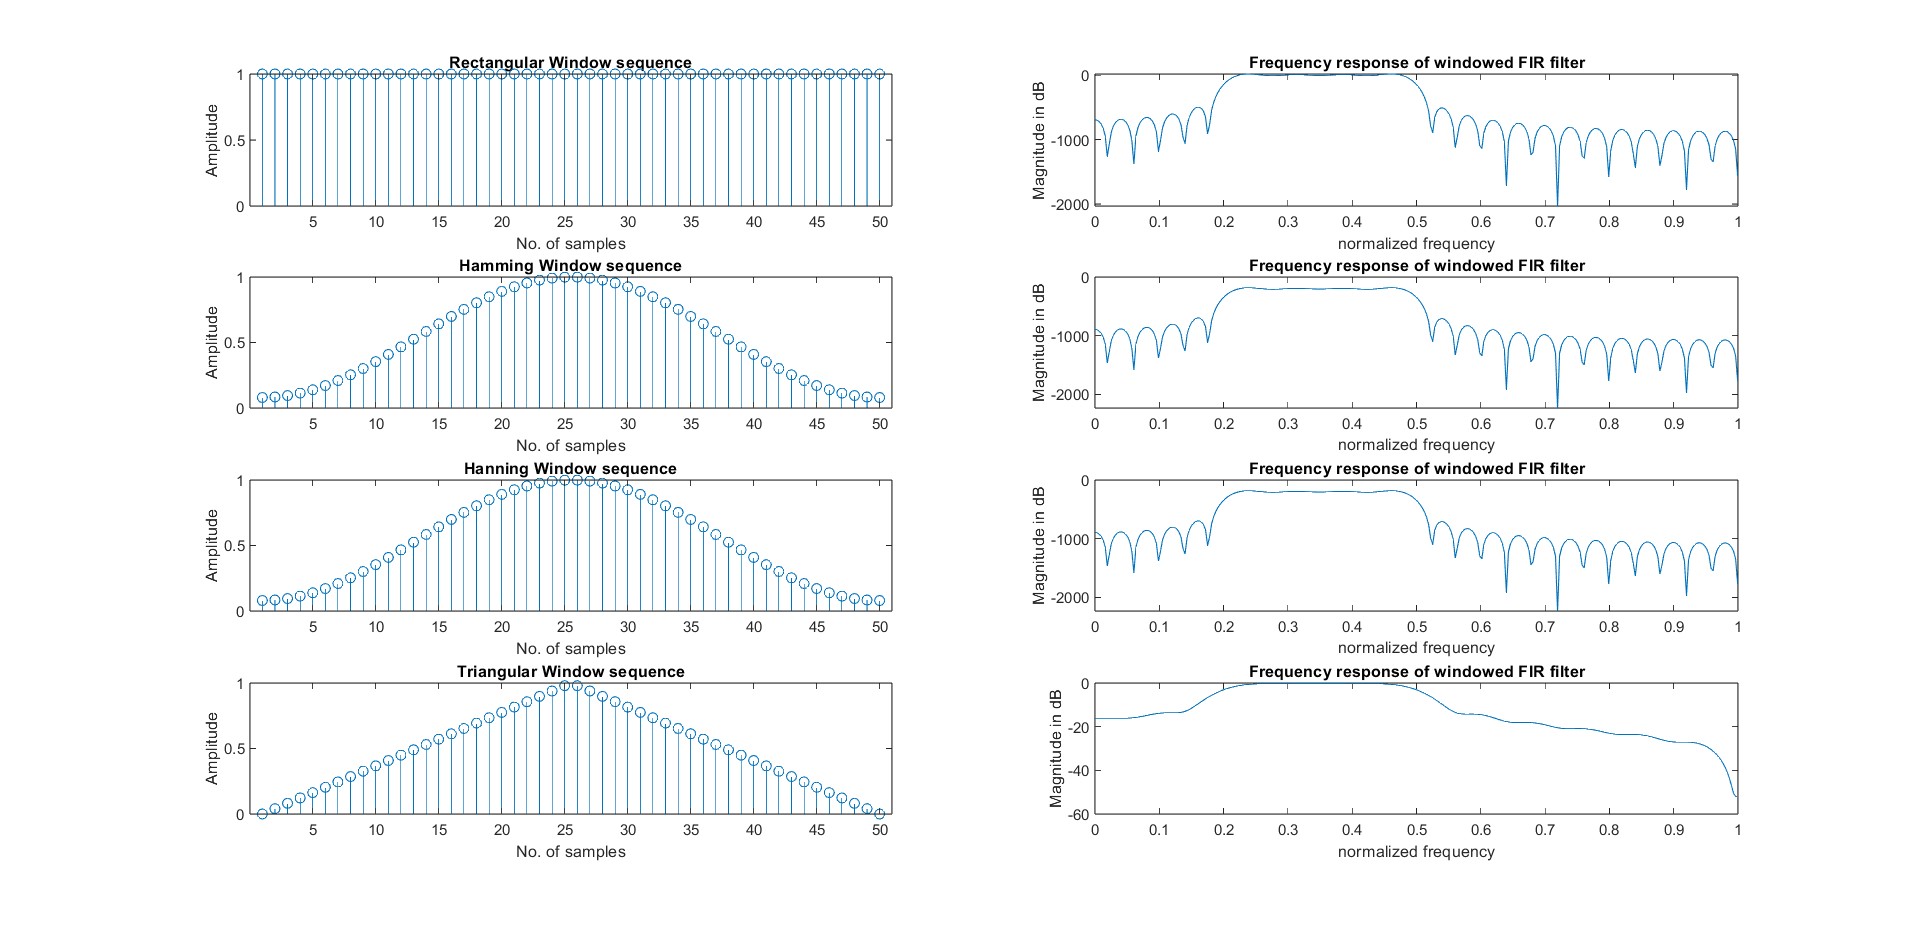 Rectangular Window sequence
1
0.5
0
Amplitude
5 10 15 20 25 30 35 40 45 50
No. of samples
Frequency response of windowed FIR filter
0
-1000
-2000
Magnitude in dB
0 0.1 0.2 0.3 0.4 0.5 0.6 0.7 0.8 0.9 1
normalized frequency
Hamming Window sequence
1
0.5
0
Amplitude
5 10 15 20 25 30 35 40 45 50
No. of samples
Frequency response of windowed FIR filter
0
-1000
-2000
Magnitude in dB
0 0.1 0.2 0.3 0.4 0.5 0.6 0.7 0.8 0.9 1
normalized frequency
Hanning Window sequence
1
0.5
0
Amplitude
5 10 15 20 25 30 35 40 45 50
No. of samples
Frequency response of windowed FIR filter
0
-1000
-2000
Magnitude in dB
0 0.1 0.2 0.3 0.4 0.5 0.6 0.7 0.8 0.9 1
normalized frequency
Triangular Window sequence
1
0.5
0
Amplitude
5 10 15 20 25 30 35 40 45 50
No. of samples
Frequency response of windowed FIR filter
0
-20
-40
-60
Magnitude in dB
0 0.1 0.2 0.3 0.4 0.5 0.6 0.7 0.8 0.9 1
normalized frequency